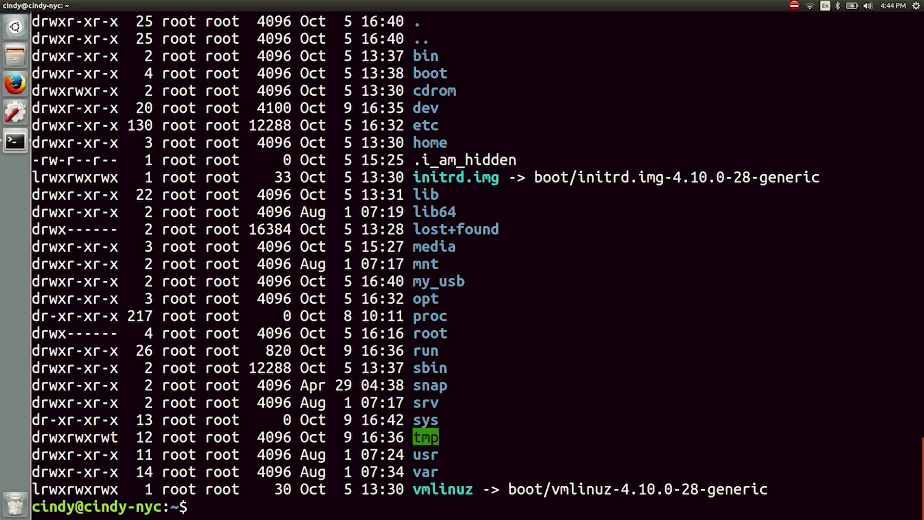 cindy@cindy-nyc: ~
En
4:44 PM
drwxr-xr-x 25 root root 4096 Oct 5 16:40 .
drwxr-xr-x 25 root root 4096 Oct 5 16:40 ..
drwxr-xr-x 2 root root 4096 Oct 5 13:37 bin
drwxr-xr-x 4 root root 4096 Oct 5 13:38 boot
drwxrwxr-x 2 root root 4096 Oct 5 13:30 cdrom
drwxr-xr-x 20 root root 4100 Oct 9 16:35 dev
drwxr-xr-x 130 root root 12288 Oct 5 16:32 etc
drwxr-xr-x 3 root root 4096 Oct 5 13:30 home
-rw-r--r-- 1 root root 0 Oct 5 15:25 .i_am_hidden
lrwxrwxrwx 1 root root 33 Oct 5 13:30 initrd.img -> boot/initrd.img-4.10.0-28-generic
drwxr-xr-x 22 root root 4096 Oct 5 13:31 lib
drwxr-xr-x 2 root root 4096 Aug 1 07:19 lib64
drwx------ 2 root root 16384 Oct 5 13:28 lost+found
drwxr-xr-x 3 root root 4096 Oct 5 15:27 media
drwxr-xr-x 2 root root 4096 Aug 1 07:17 mnt
drwxr-xr-x 2 root root 4096 Oct 5 16:40 my_usb
drwxr-xr-x 3 root root 4096 Oct 5 16:32 opt
dr-xr-xr-x 217 root root 0 Oct 8 10:11 proc
drwx------ 4 root root 4096 Oct 5 16:16 root
drwxr-xr-x 26 root root 820 Oct 9 16:36 run
drwxr-xr-x 2 root root 12288 Oct 5 13:37 sbin
drwxr-xr-x 2 root root 4096 Apr 29 04:38 snap
drwxr-xr-x 2 root root 4096 Aug 1 07:17 srv
dr-xr-xr-x 13 root root 0 Oct 9 16:42 sys
drwxrwxrwt 12 root root 4096 Oct 9 16:36 tmp
drwxr-xr-x 11 root root 4096 Aug 1 07:24 usr
drwxr-xr-x 14 root root 4096 Aug 1 07:34 var
lrwxrwxrwx 1 root root 30 Oct 5 13:30 vmlinuz -> boot/vmlinuz-4.10.0-28-generic
cindy@cindy-nyc:~$